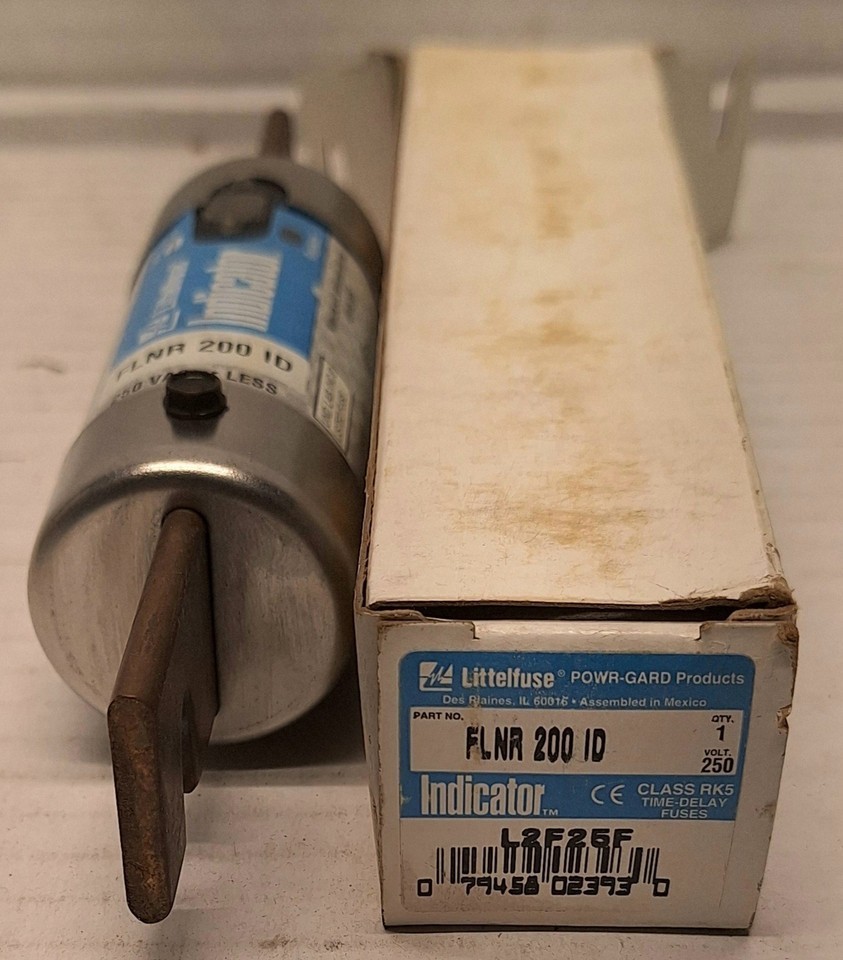 Indicator
FLNR 200 ID
LESS
Littelfuse® POWR-GARD Products
Des Plaines, IL 60016 • Assembled in Mexico
PART NO.
FLNR 200 ID
QTY.
1
VOLT.
250
Indicator™
CE
CLASS RK5
TIME-DELAY
FUSES
L2F25F
0 79458 02393 0